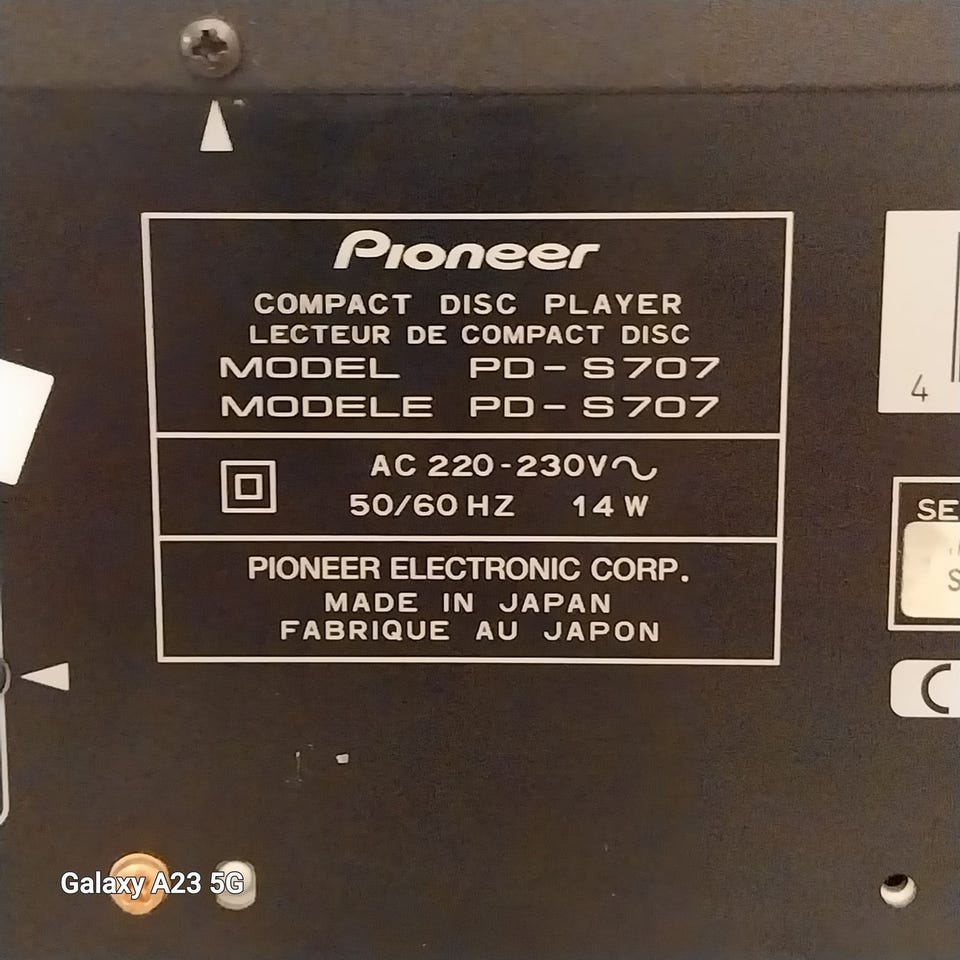 Pioneer
COMPACT DISC PLAYER
LECTEUR DE COMPACT DISC
MODEL PD-S707
MODELE PD-S707
AC 220-230V~
50/60 HZ 14 W
PIONEER ELECTRONIC CORP.
MADE IN JAPAN
FABRIQUE AU JAPON
4
SE
S
Galaxy A23 5G